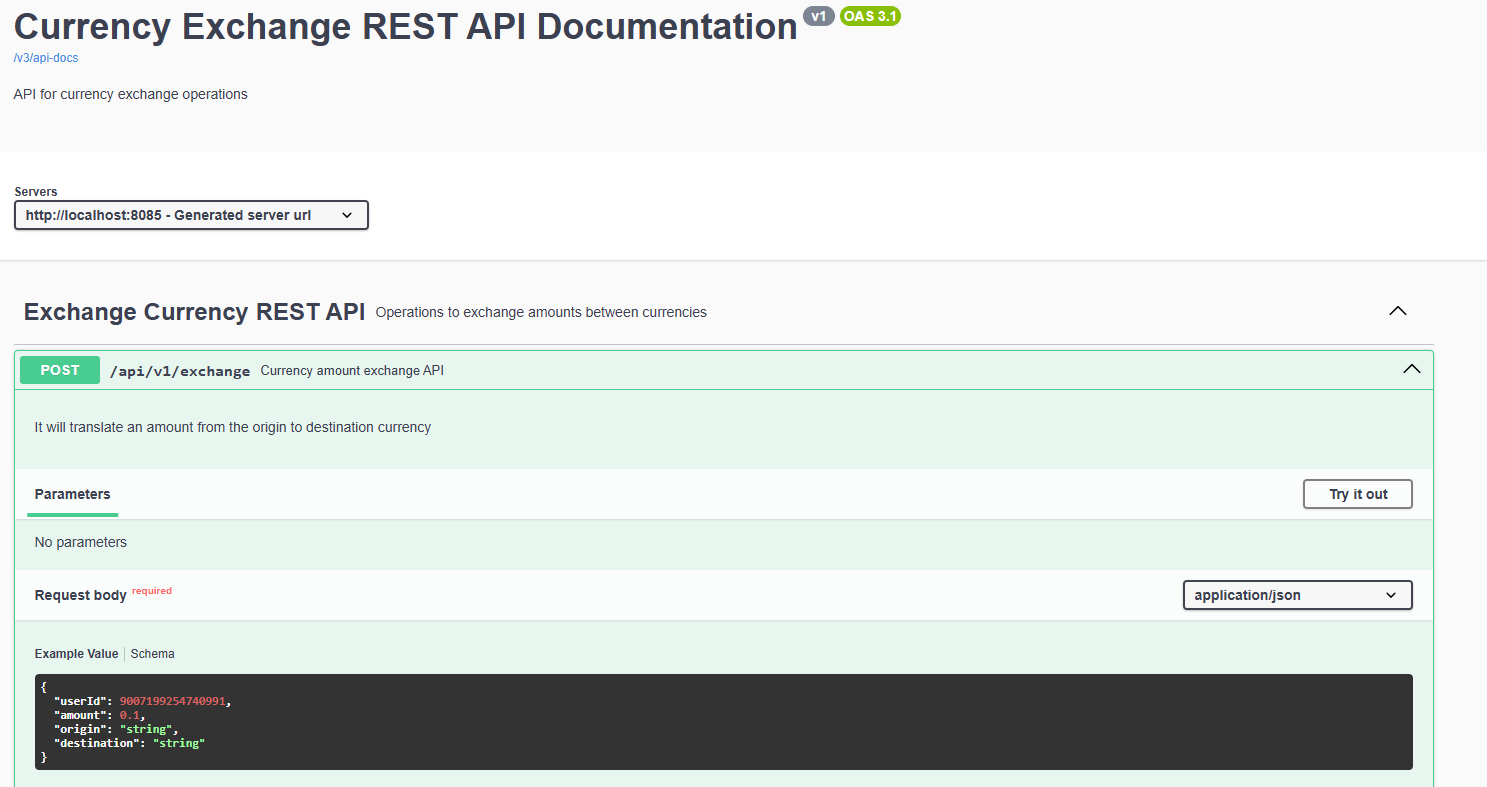 Currency Exchange REST API Documentation v1 OAS 3.1
/v3/api-docs
API for currency exchange operations
Servers
http://localhost:8085 - Generated server url
Exchange Currency REST API Operations to exchange amounts between currencies
POST /api/v1/exchange Currency amount exchange API
It will translate an amount from the origin to destination currency
Parameters Try it out
No parameters
Request body required application/json
Example Value Schema
{
  "userId": 9007199254740991,
  "amount": 0.1,
  "origin": "string",
  "destination": "string"
}